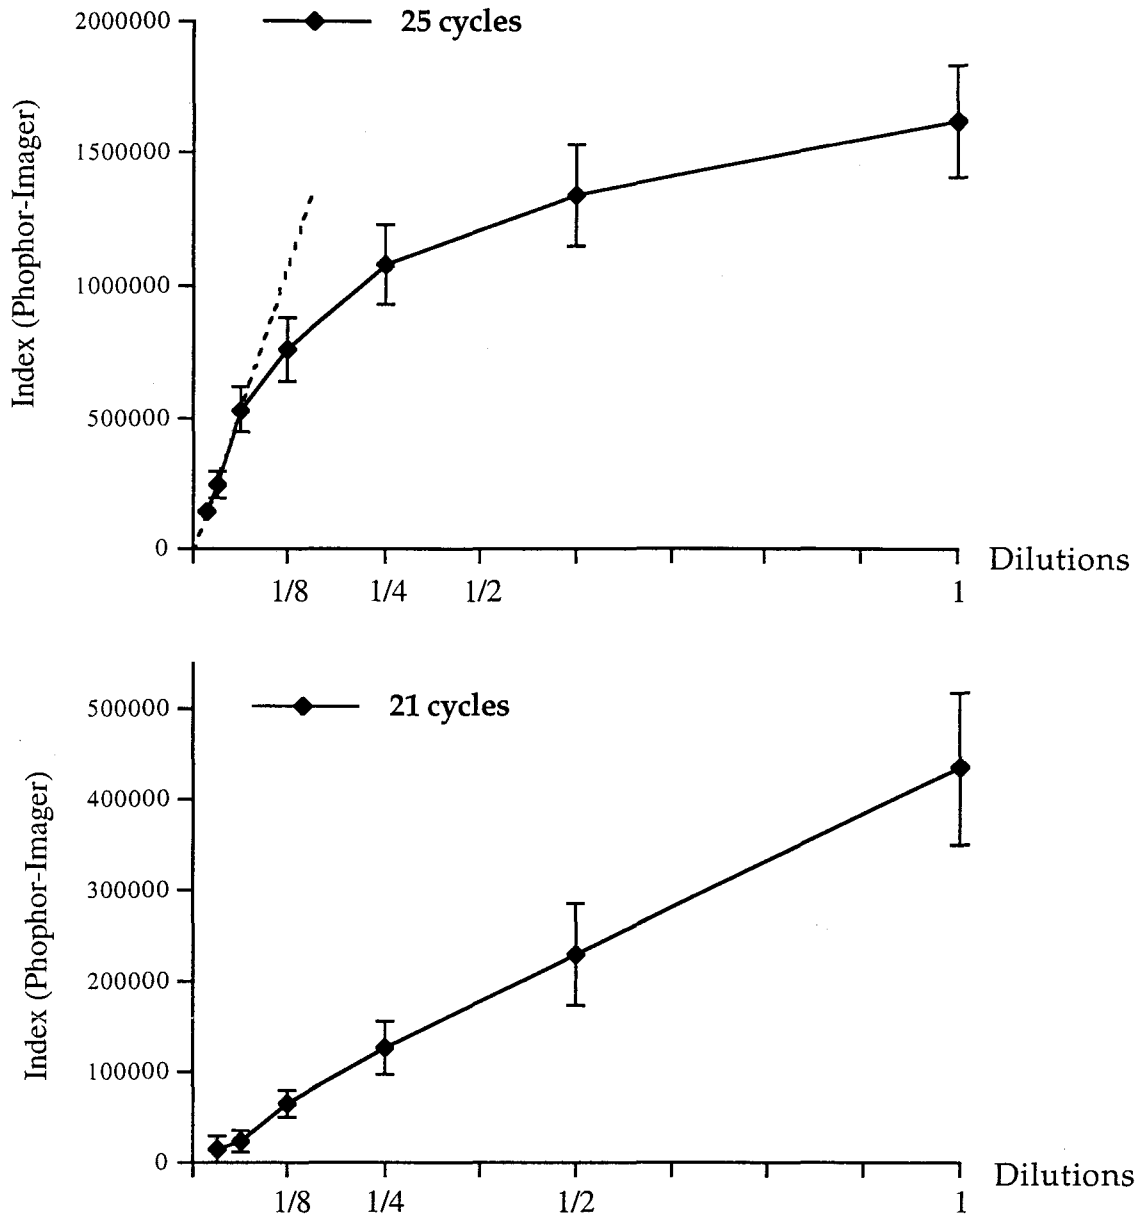 25 cycles
2000000
1500000
1000000
500000
0
Index (Phophor-Imager)
1/8 1/4 1/2 1
Dilutions
21 cycles
500000
400000
300000
200000
100000
0
Index (Phophor-Imager)
1/8 1/4 1/2 1
Dilutions